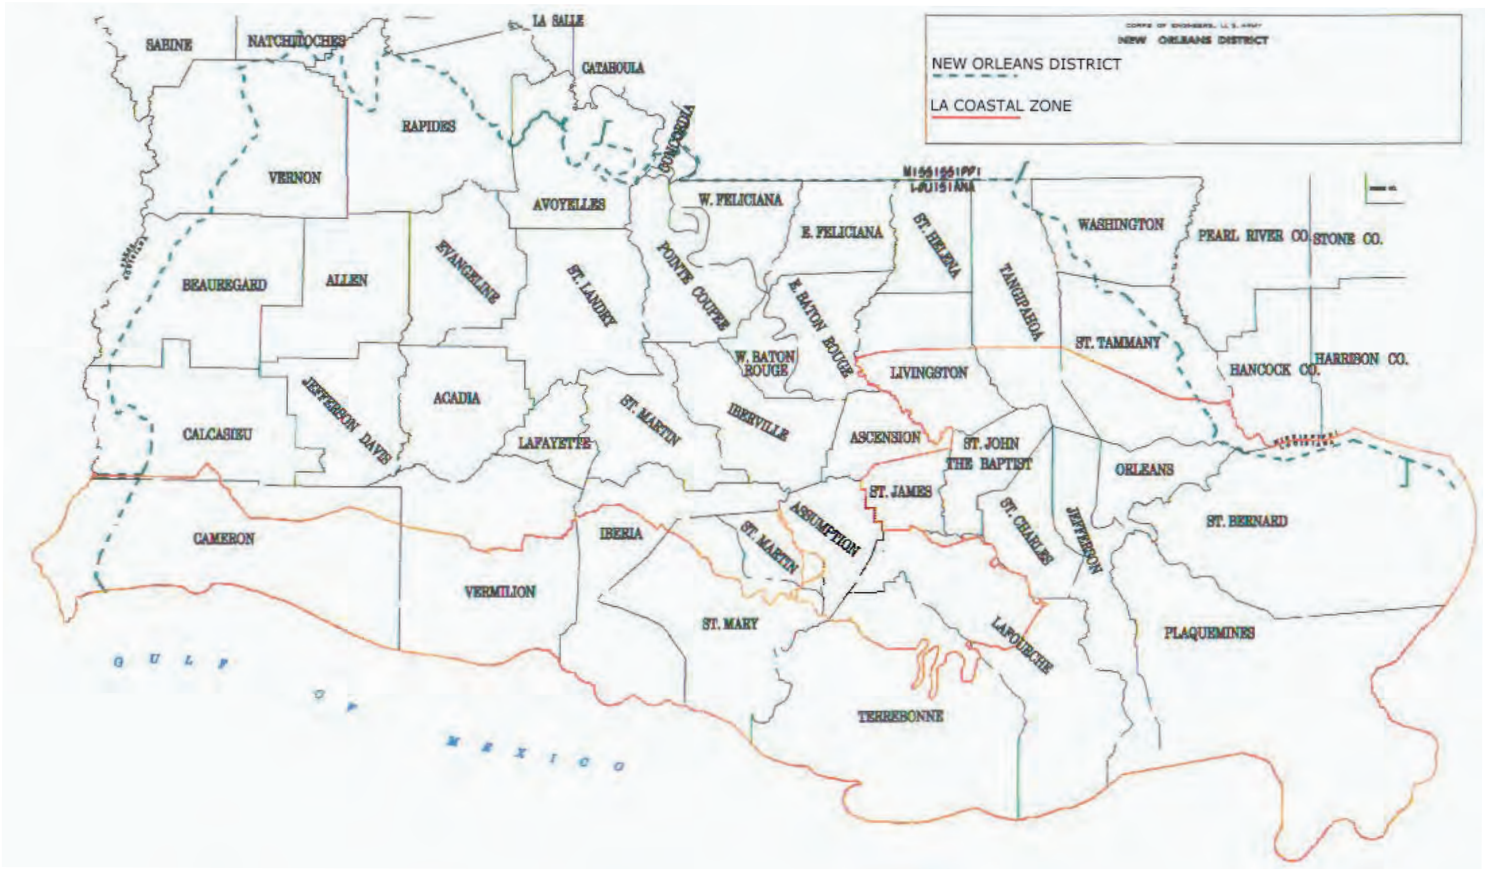 CORPS OF ENGINEERS, U.S. ARMY
NEW ORLEANS DISTRICT
NEW ORLEANS DISTRICT
LA COASTAL ZONE
LA SALLE
SABINE
NATCHITOCHES
CATAHOULA
CONCORDIA
RAPIDES
VERNON
AVOYELLES
MISSISSIPPI
LOUISIANA
W. FELICIANA
E. FELICIANA
ST. HELENA
WASHINGTON
PEARL RIVER CO.
STONE CO.
BEAUREGARD
ALLEN
EVANGELINE
ST. LANDRY
POINTE COUPEE
E. BATON ROUGE
TANGIPAHOA
ST. TAMMANY
HANCOCK CO.
HARRISON CO.
W. BATON
ROUGE
LIVINGSTON
CALCASIEU
JEFFERSON DAVIS
ACADIA
LAFAYETTE
ST. MARTIN
IBERVILLE
ASCENSION
ST. JOHN
THE BAPTIST
ORLEANS
ST. JAMES
CAMERON
VERMILION
IBERIA
ST. MARTIN
ASSUMPTION
ST. CHARLES
JEFFERSON
ST. BERNARD
ST. MARY
LAFOURCHE
PLAQUEMINES
TERREBONNE
GULF
OF
MEXICO